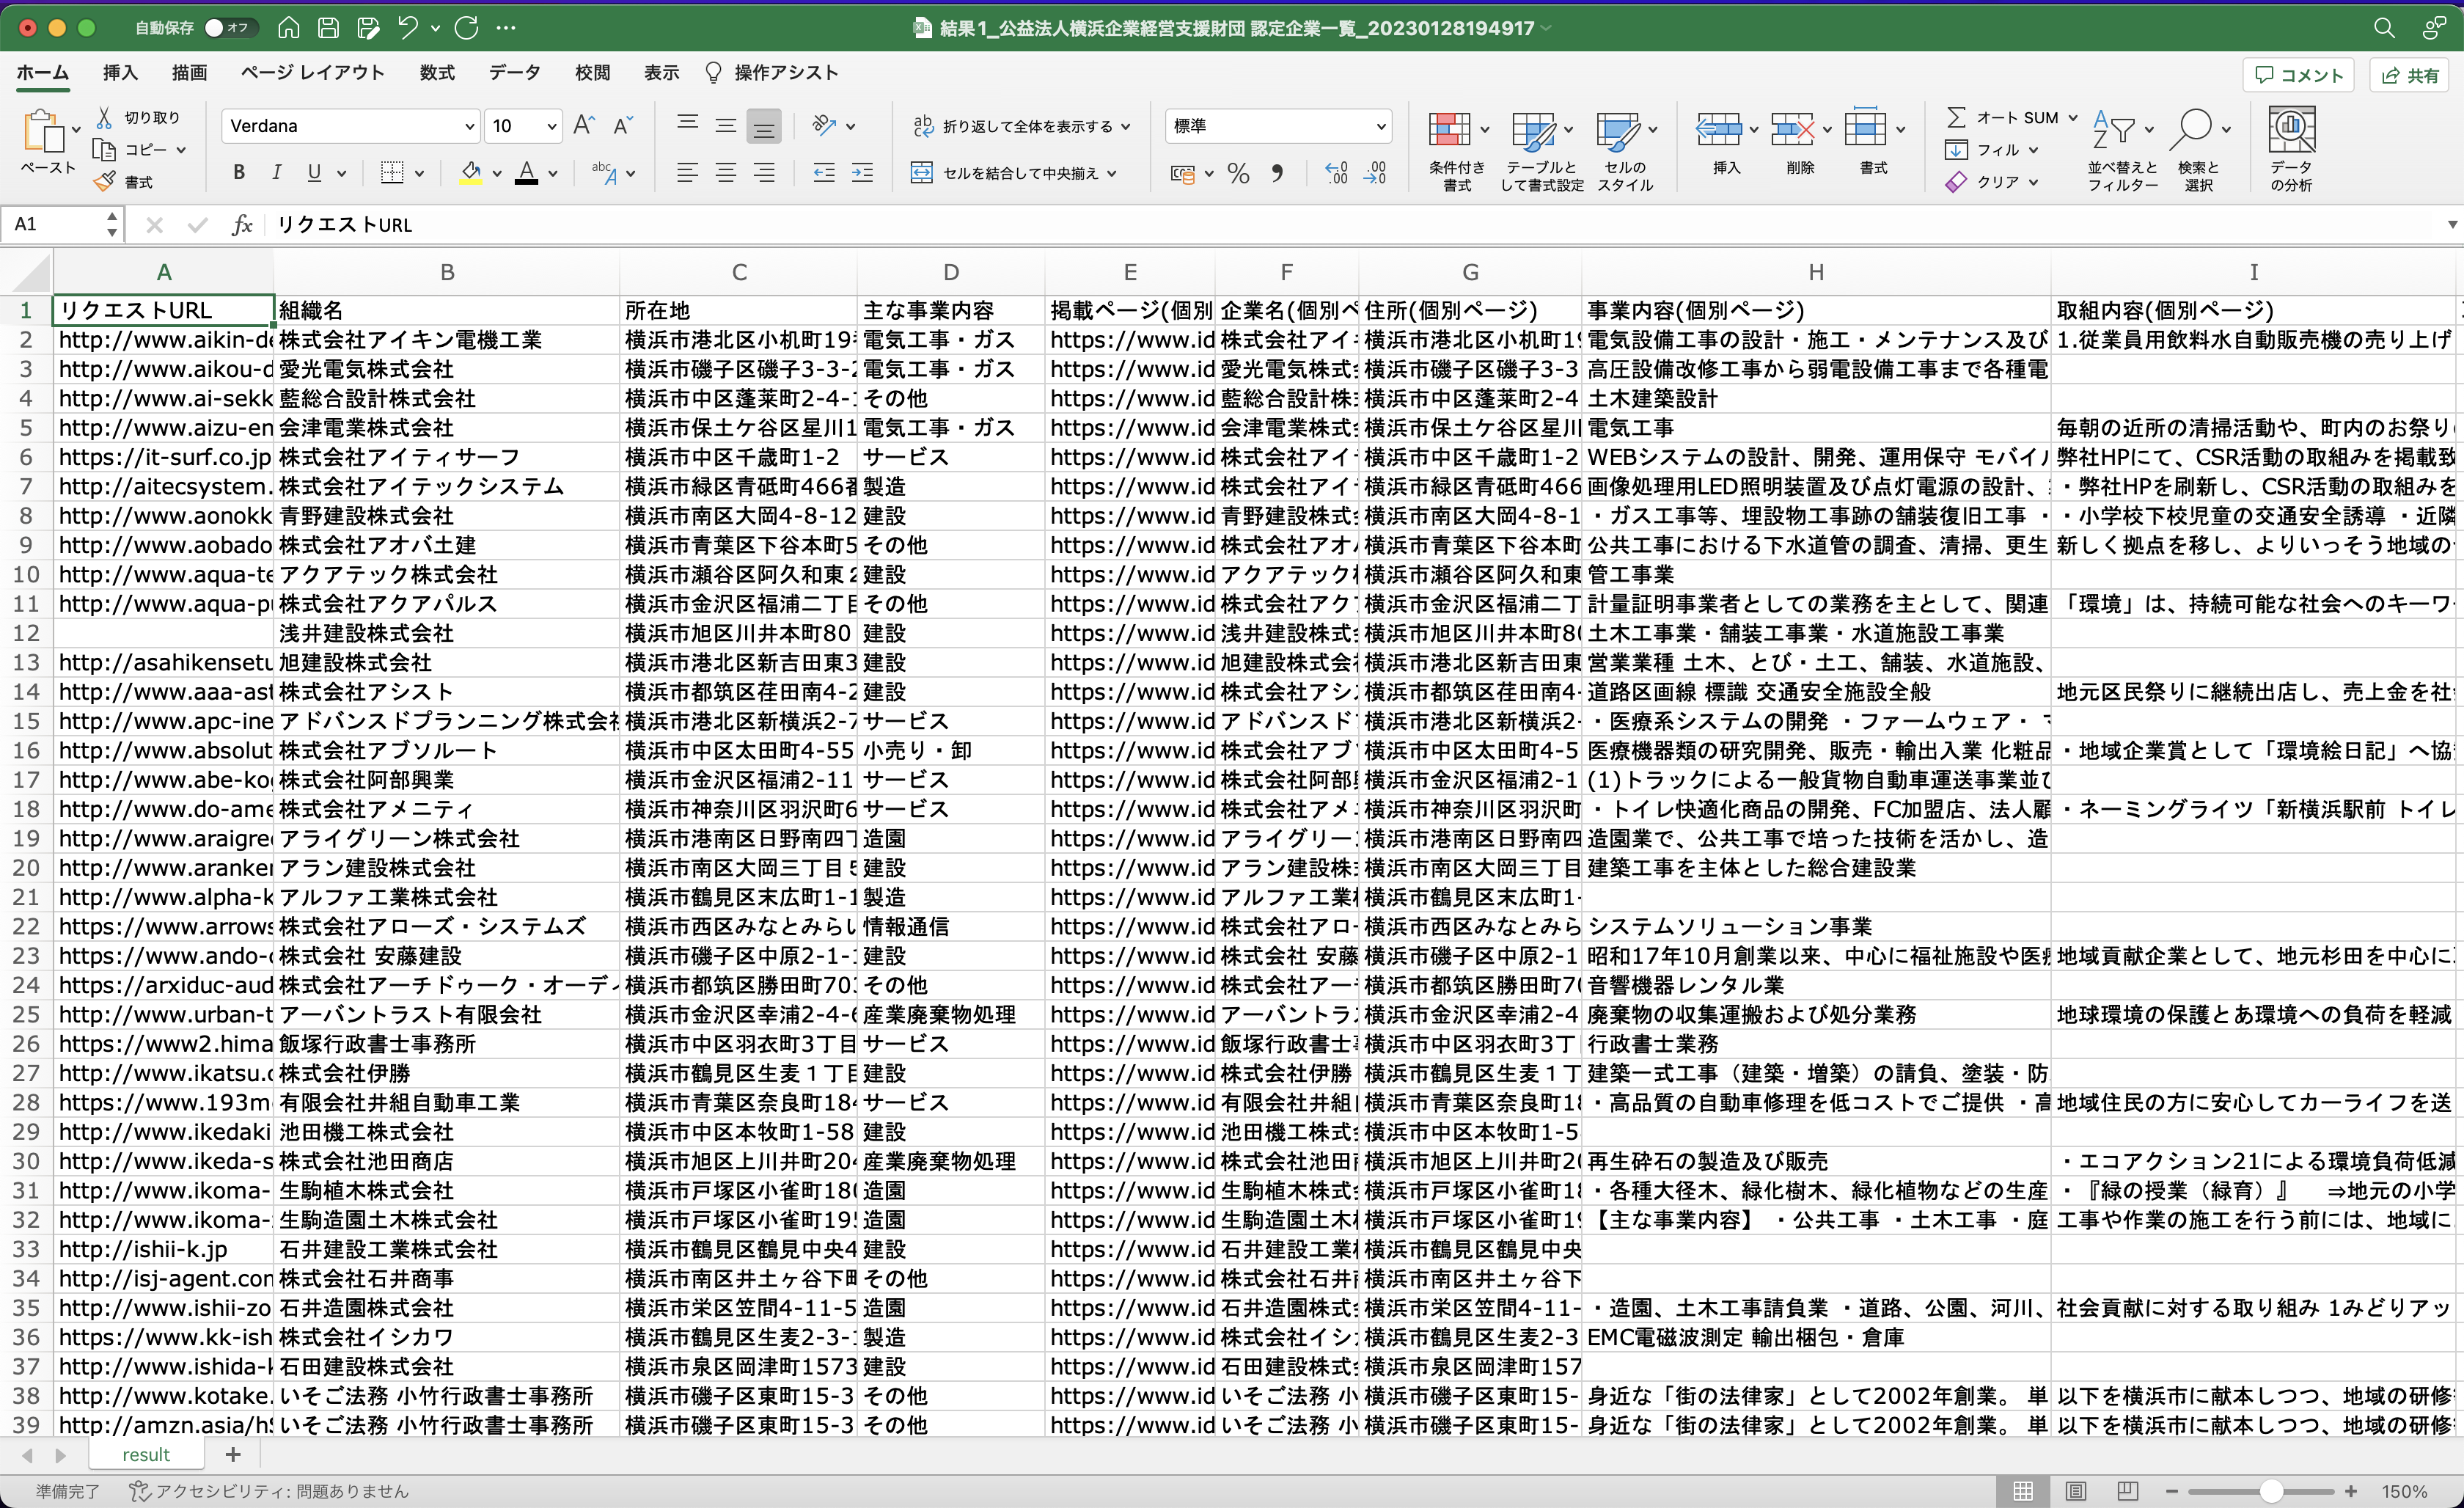 自動保存 オフ 結果1_公益法人横浜企業経営支援財団 認定企業一覧_20230128194917
ホーム 挿入 描画 ページ レイアウト 数式 データ 校閲 表示 操作アシスト コメント 共有
ペースト 切り取り コピー 書式 Verdana 10 折り返して全体を表示する セルを結合して中央揃え 標準 条件付き書式 テーブルとして書式設定 セルのスタイル 挿入 削除 書式 オート SUM フィル クリア 並べ替えとフィルター 検索と選択 データの分析
A1 fx リクエストURL
A B C D E F G H I
1 リクエストURL 組織名 所在地 主な事業内容 掲載ページ(個別 企業名(個別ペ 住所(個別ページ) 事業内容(個別ページ) 取組内容(個別ページ)
2 http://www.aikin-de 株式会社アイキン電機工業 横浜市港北区小机町19 電気工事・ガス https://www.id 株式会社アイ 横浜市港北区小机町19 電気設備工事の設計・施工・メンテナンス及び 1.従業員用飲料水自動販売機の売り上げ
3 http://www.aikou-d 愛光電気株式会社 横浜市磯子区磯子3-3-2 電気工事・ガス https://www.id 愛光電気株式 横浜市磯子区磯子3-3 高圧設備改修工事から弱電設備工事まで各種電
4 http://www.ai-sekk 藍総合設計株式会社 横浜市中区蓬莱町2-4- その他 https://www.id 藍総合設計株 横浜市中区蓬莱町2-4 土木建築設計
5 http://www.aizu-en 会津電業株式会社 横浜市保土ケ谷区星川1 電気工事・ガス https://www.id 会津電業株式 横浜市保土ケ谷区星川 電気工事 毎朝の近所の清掃活動や、町内のお祭り
6 https://it-surf.co.jp 株式会社アイティサーフ 横浜市中区千歳町1-2 サービス https://www.id 株式会社アイ 横浜市中区千歳町1-2 WEBシステムの設計、開発、運用保守 モバイル 弊社HPにて、CSR活動の取組みを掲載致
7 http://aitecsystem. 株式会社アイテックシステム 横浜市緑区青砥町466番 製造 https://www.id 株式会社アイ 横浜市緑区青砥町466 画像処理用LED照明装置及び点灯電源の設計、 ・弊社HPを刷新し、CSR活動の取組みを
8 http://www.aonokk 青野建設株式会社 横浜市南区大岡4-8-12 建設 https://www.id 青野建設株式 横浜市南区大岡4-8-1 ・ガス工事等、埋設物工事跡の舗装復旧工事 ・ ・小学校下校児童の交通安全誘導 ・近隣
9 http://www.aobado 株式会社アオバ土建 横浜市青葉区下谷本町5 その他 https://www.id 株式会社アオ 横浜市青葉区下谷本町 公共工事における下水道管の調査、清掃、更生 新しく拠点を移し、よりいっそう地域の
10 http://www.aqua-te アクアテック株式会社 横浜市瀬谷区阿久和東2 建設 https://www.id アクアテック 横浜市瀬谷区阿久和東 管工事業
11 http://www.aqua-pu 株式会社アクアパルス 横浜市金沢区福浦二丁目 その他 https://www.id 株式会社アク 横浜市金沢区福浦二丁 計量証明事業者としての業務を主として、関連 「環境」は、持続可能な社会へのキーワ
12 浅井建設株式会社 横浜市旭区川井本町80 建設 https://www.id 浅井建設株式 横浜市旭区川井本町80 土木工事業・舗装工事業・水道施設工事業
13 http://asahikensetu 旭建設株式会社 横浜市港北区新吉田東3 建設 https://www.id 旭建設株式会 横浜市港北区新吉田東 営業業種 土木、とび・土工、舗装、水道施設、
14 http://www.aaa-ast 株式会社アシスト 横浜市都筑区荏田南4-2 建設 https://www.id 株式会社アシ 横浜市都筑区荏田南4- 道路区画線 標識 交通安全施設全般 地元区民祭りに継続出店し、売上金を社
15 http://www.apc-ine アドバンスドプランニング株式会社 横浜市港北区新横浜2-7 サービス https://www.id アドバンスド 横浜市港北区新横浜2- ・医療系システムの開発 ・ファームウェア・
16 http://www.absolut 株式会社アブソルート 横浜市中区太田町4-55 小売り・卸 https://www.id 株式会社アブ 横浜市中区太田町4-5 医療機器類の研究開発、販売・輸出入業 化粧品 ・地域企業賞として「環境絵日記」へ協
17 http://www.abe-ko 株式会社阿部興業 横浜市金沢区福浦2-11 サービス https://www.id 株式会社阿部 横浜市金沢区福浦2-1 (1)トラックによる一般貨物自動車運送事業並び
18 http://www.do-ame 株式会社アメニティ 横浜市神奈川区羽沢町6 サービス https://www.id 株式会社アメ 横浜市神奈川区羽沢町 ・トイレ快適化商品の開発、FC加盟店、法人顧 ・ネーミングライツ「新横浜駅前 トイレ
19 http://www.araigre アライグリーン株式会社 横浜市港南区日野南四丁 造園 https://www.id アライグリー 横浜市港南区日野南四 造園業で、公共工事で培った技術を活かし、造
20 http://www.aranken アラン建設株式会社 横浜市南区大岡三丁目5 建設 https://www.id アラン建設株 横浜市南区大岡三丁目 建築工事を主体とした総合建設業
21 http://www.alpha-k アルファ工業株式会社 横浜市鶴見区末広町1-1 製造 https://www.id アルファ工業 横浜市鶴見区末広町1-
22 https://www.arrows 株式会社アローズ・システムズ 横浜市西区みなとみらい 情報通信 https://www.id 株式会社アロー 横浜市西区みなとみら システムソリューション事業
23 https://www.ando- 株式会社 安藤建設 横浜市磯子区中原2-1- 建設 https://www.id 株式会社 安藤 横浜市磯子区中原2-1 昭和17年10月創業以来、中心に福祉施設や医療 地域貢献企業として、地元杉田を中心に
24 https://arxiduc-aud 株式会社アーチドゥーク・オーディ 横浜市都筑区勝田町70 その他 https://www.id 株式会社アー 横浜市都筑区勝田町70 音響機器レンタル業
25 http://www.urban-t アーバントラスト有限会社 横浜市金沢区幸浦2-4-6 産業廃棄物処理 https://www.id アーバントラ 横浜市金沢区幸浦2-4 廃棄物の収集運搬および処分業務 地球環境の保護とあ環境への負荷を軽減
26 https://www2.hima 飯塚行政書士事務所 横浜市中区羽衣町3丁目 サービス https://www.id 飯塚行政書士 横浜市中区羽衣町3丁 行政書士業務
27 http://www.ikatsu. 株式会社伊勝 横浜市鶴見区生麦１丁目 建設 https://www.id 株式会社伊勝 横浜市鶴見区生麦１丁 建築一式工事（建築・増築）の請負、塗装・防
28 https://www.193m 有限会社井組自動車工業 横浜市青葉区奈良町184 サービス https://www.id 有限会社井組 横浜市青葉区奈良町18 ・高品質の自動車修理を低コストでご提供 ・高 地域住民の方に安心してカーライフを送
29 http://www.ikedaki 池田機工株式会社 横浜市中区本牧町1-58 建設 https://www.id 池田機工株式 横浜市中区本牧町1-5
30 http://www.ikeda-s 株式会社池田商店 横浜市旭区上川井町204 産業廃棄物処理 https://www.id 株式会社池田 横浜市旭区上川井町20 再生砕石の製造及び販売 ・エコアクション21による環境負荷低減
31 http://www.ikoma- 生駒植木株式会社 横浜市戸塚区小雀町180 造園 https://www.id 生駒植木株式 横浜市戸塚区小雀町18 ・各種大径木、緑化樹木、緑化植物などの生産 ・『緑の授業（緑育）』 ⇒地元の小学
32 http://www.ikoma- 生駒造園土木株式会社 横浜市戸塚区小雀町195 造園 https://www.id 生駒造園土木 横浜市戸塚区小雀町19 【主な事業内容】 ・公共工事 ・土木工事 ・庭 工事や作業の施工を行う前には、地域に
33 http://ishii-k.jp 石井建設工業株式会社 横浜市鶴見区鶴見中央4 建設 https://www.id 石井建設工業 横浜市鶴見区鶴見中央
34 http://isj-agent.con 株式会社石井商事 横浜市南区井土ヶ谷下町 その他 https://www.id 株式会社石井 横浜市南区井土ヶ谷下
35 http://www.ishii-zo 石井造園株式会社 横浜市栄区笠間4-11-5 造園 https://www.id 石井造園株式 横浜市栄区笠間4-11- ・造園、土木工事請負業 ・道路、公園、河川、 社会貢献に対する取り組み 1みどりアッ
36 https://www.kk-ish 株式会社イシカワ 横浜市鶴見区生麦2-3- 製造 https://www.id 株式会社イシ 横浜市鶴見区生麦2-3 EMC電磁波測定 輸出梱包・倉庫
37 http://www.ishida-k 石田建設株式会社 横浜市泉区岡津町1573 建設 https://www.id 石田建設株式 横浜市泉区岡津町157
38 http://www.kotake. いそご法務 小竹行政書士事務所 横浜市磯子区東町15-3 その他 https://www.id いそご法務 小 横浜市磯子区東町15- 身近な「街の法律家」として2002年創業。 単 以下を横浜市に献本しつつ、地域の研修
39 http://amzn.asia/h いそご法務 小竹行政書士事務所 横浜市磯子区東町15-3 その他 https://www.id いそご法務 小 横浜市磯子区東町15- 身近な「街の法律家」として2002年創業。 単 以下を横浜市に献本しつつ、地域の研修
result
準備完了 アクセシビリティ: 問題ありません 150%